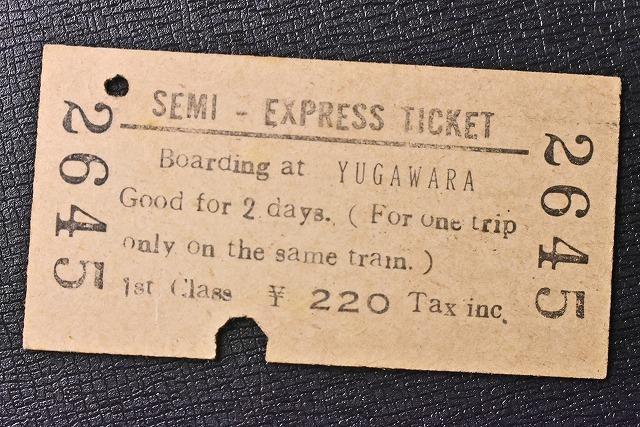 2645
SEMI - EXPRESS TICKET
Boarding at YUGAWARA
Good for 2 days. ( For one trip
only on the same train. )
1st Class ¥ 220 Tax inc.
2645